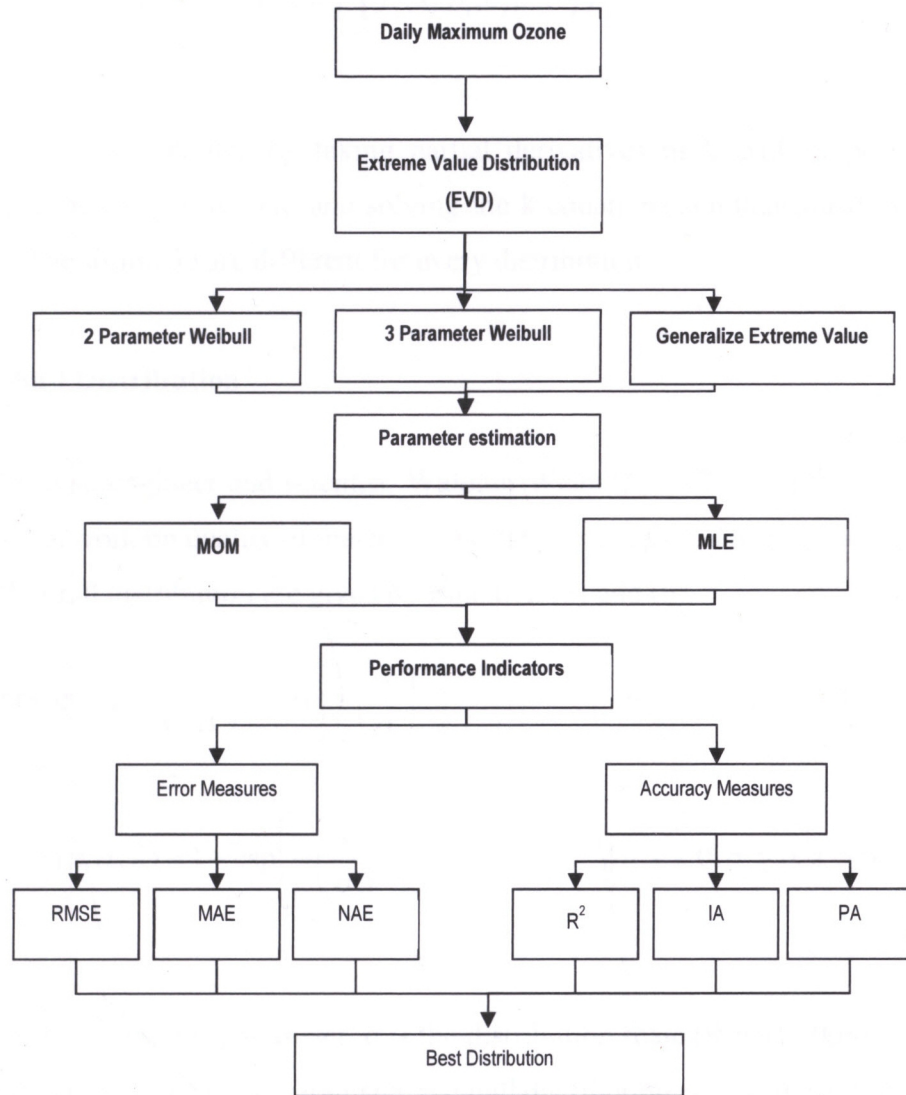 Daily Maximum Ozone
Extreme Value Distribution
(EVD)
2 Parameter Weibull
3 Parameter Weibull
Generalize Extreme Value
Parameter estimation
MOM
MLE
Performance Indicators
Error Measures
Accuracy Measures
RMSE
MAE
NAE
R²
IA
PA
Best Distribution